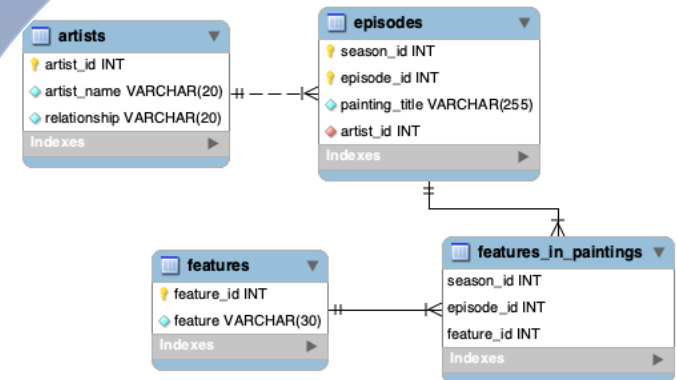 artists
artist_id INT
artist_name VARCHAR(20)
relationship VARCHAR(20)
Indexes
episodes
season_id INT
episode_id INT
painting_title VARCHAR(255)
artist_id INT
Indexes
features
feature_id INT
feature VARCHAR(30)
Indexes
features_in_paintings
season_id INT
episode_id INT
feature_id INT
Indexes